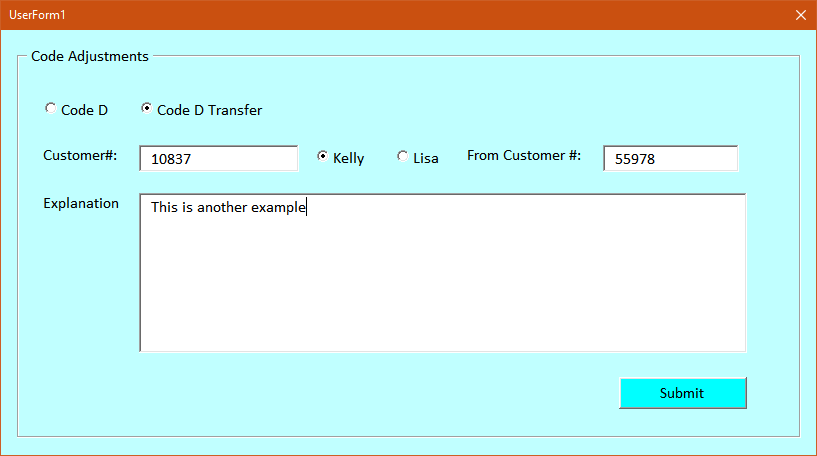 UserForm1
Code Adjustments
Code D Code D Transfer
Customer#: 10837 Kelly Lisa From Customer #: 55978
Explanation This is another example
Submit